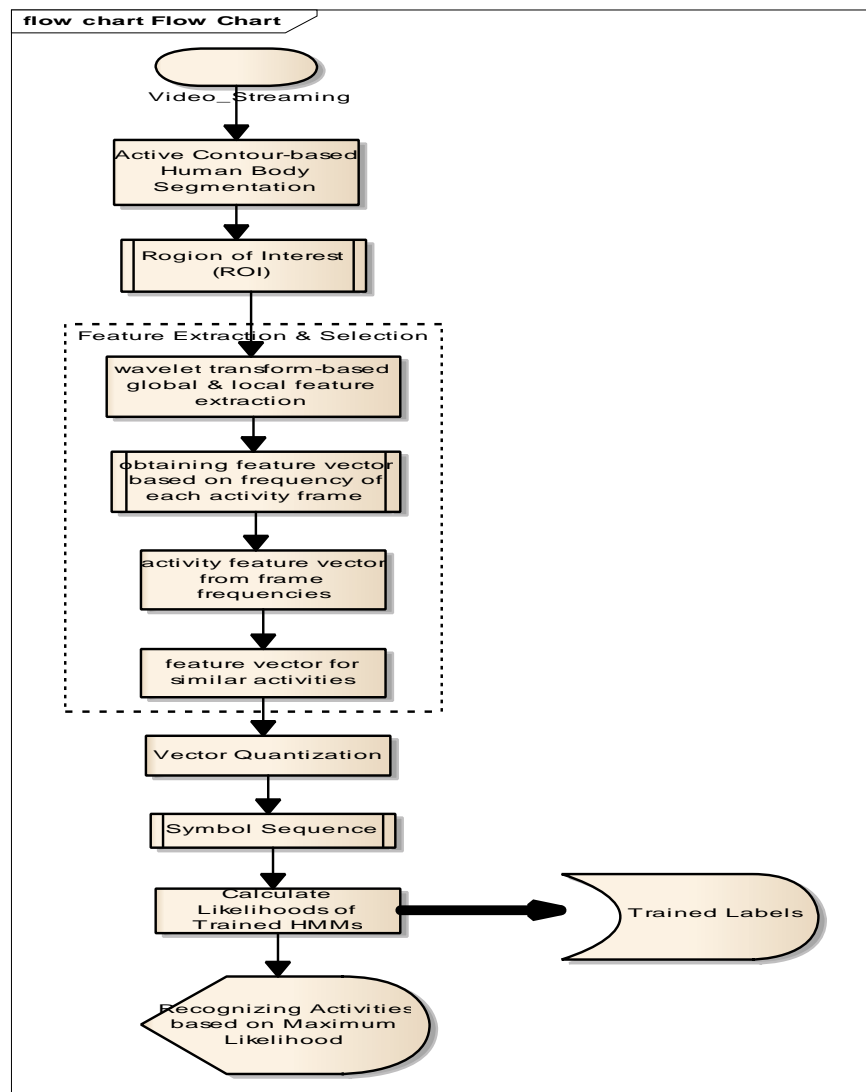 flow chart Flow Chart
Video_Streaming
Active Contour-based
Human Body
Segmentation
Rogion of Interest
(ROI)
Feature Extraction & Selection
wavelet transform-based
global & local feature
extraction
obtaining feature vector
based on frequency of
each activity frame
activity feature vector
from frame
frequencies
feature vector for
similar activities
Vector Quantization
Symbol Sequence
Calculate
Likelihoods of
Trained HMMs
Trained Labels
Recognizing Activities
based on Maximum
Likelihood